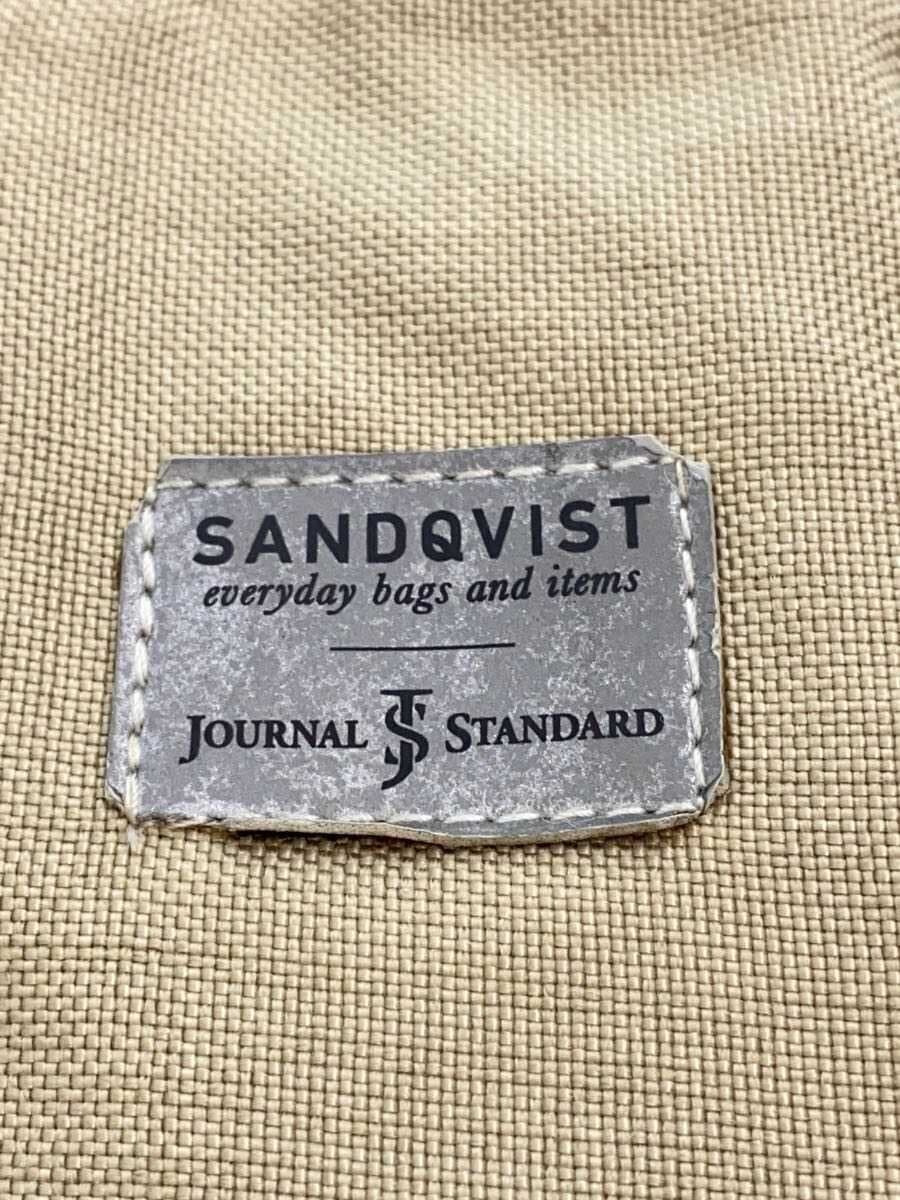 SANDQVIST
everyday bags and items
JOURNAL JS STANDARD